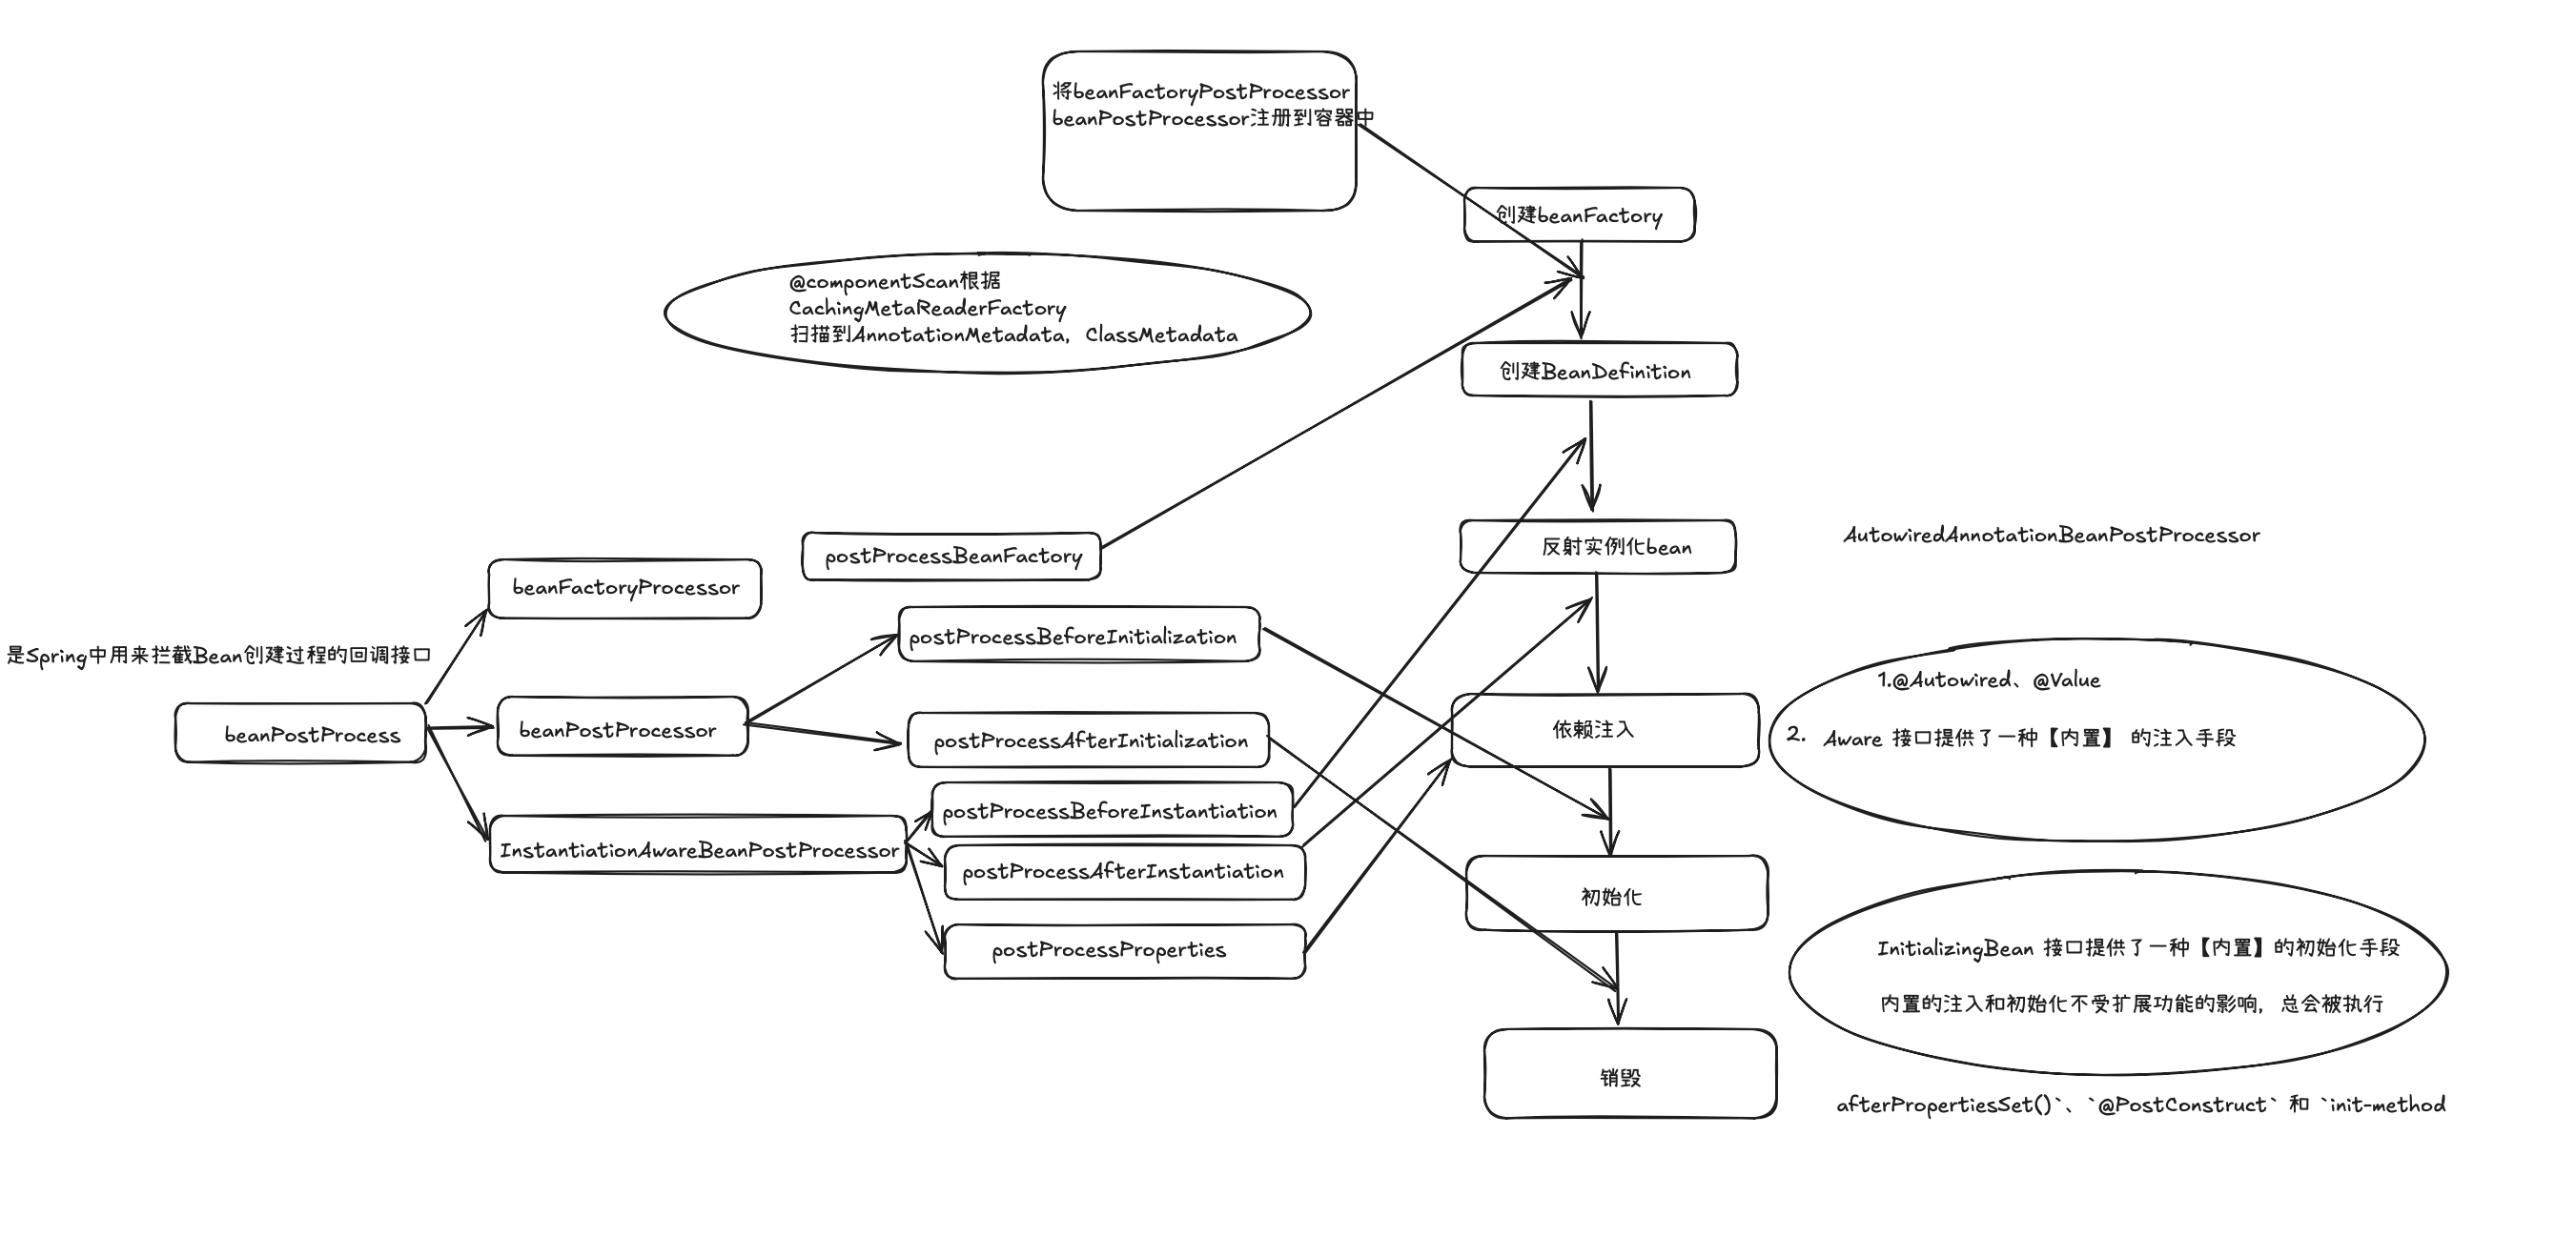 将beanFactoryPostProcessor
beanPostProcessor注册到容器中
创建beanFactory
@componentScan根据
CachingMetaReaderFactory
扫描到AnnotationMetadata，ClassMetadata
创建BeanDefinition
反射实例化bean
AutowiredAnnotationBeanPostProcessor
postProcessBeanFactory
beanFactoryProcessor
postProcessBeforeInitialization
是Spring中用来拦截Bean创建过程的回调接口
beanPostProcess
beanPostProcessor
postProcessAfterInitialization
依赖注入
1.@Autowired、@Value
2. Aware 接口提供了一种【内置】 的注入手段
postProcessBeforeInstantiation
InstantiationAwareBeanPostProcessor
postProcessAfterInstantiation
初始化
postProcessProperties
InitializingBean 接口提供了一种【内置】的初始化手段
内置的注入和初始化不受扩展功能的影响，总会被执行
销毁
afterPropertiesSet()`、`@PostConstruct` 和 `init-method